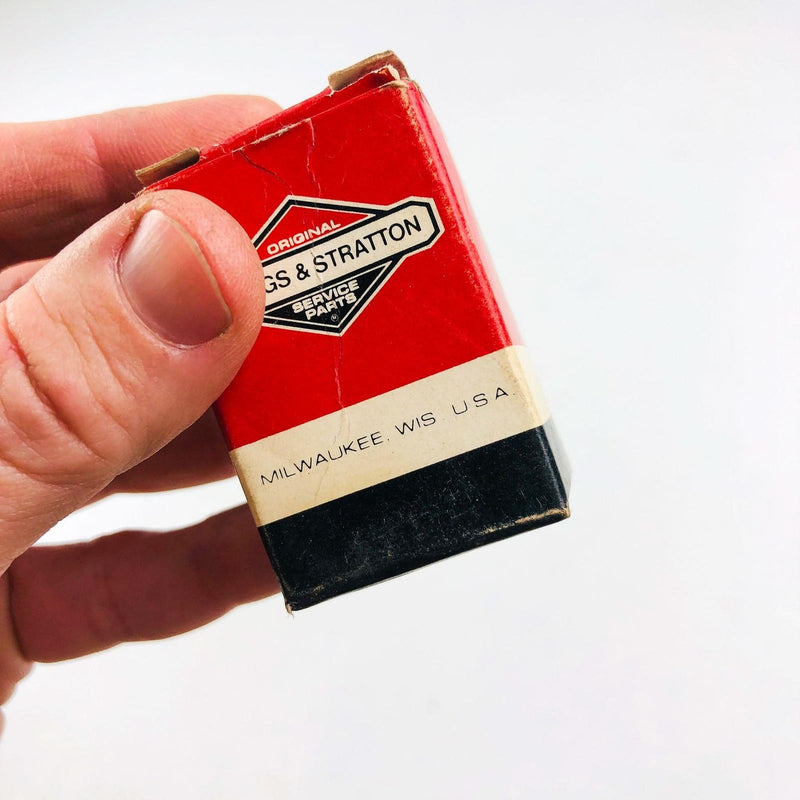 ORIGINAL
GS & STRATTON
SERVICE
PARTS
MILWAUKEE, WIS. U S A.